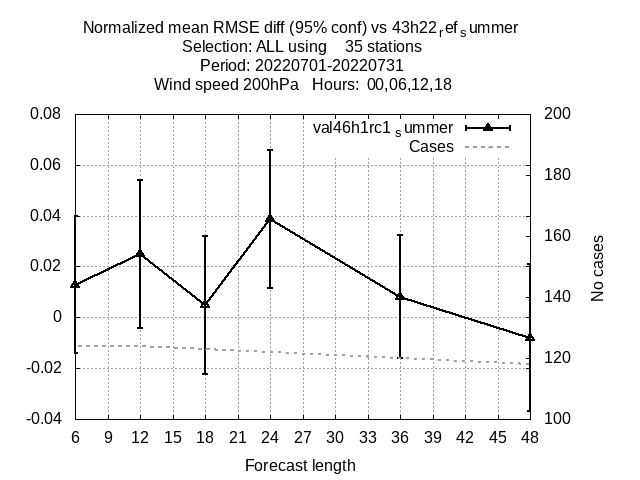 Normalized mean RMSE diff (95% conf) vs 43h22refsummer
Selection: ALL using 35 stations
Period: 20220701-20220731
Wind speed 200hPa Hours: 00,06,12,18
val46h1rc1summer
Cases
0.08
0.06
0.04
0.02
0
-0.02
-0.04
200
180
160
140
120
100
No cases
6 9 12 15 18 21 24 27 30 33 36 39 42 45 48
Forecast length